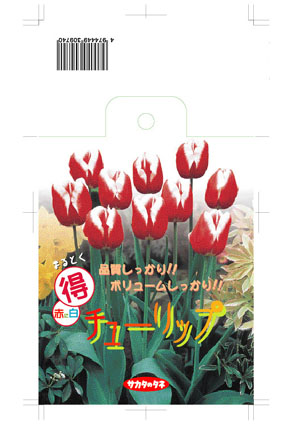 4 974449 309740
まるとく
得
品質しっかり!!
ボリュームしっかり!!
赤に白
チューリップ
サカタのタネ